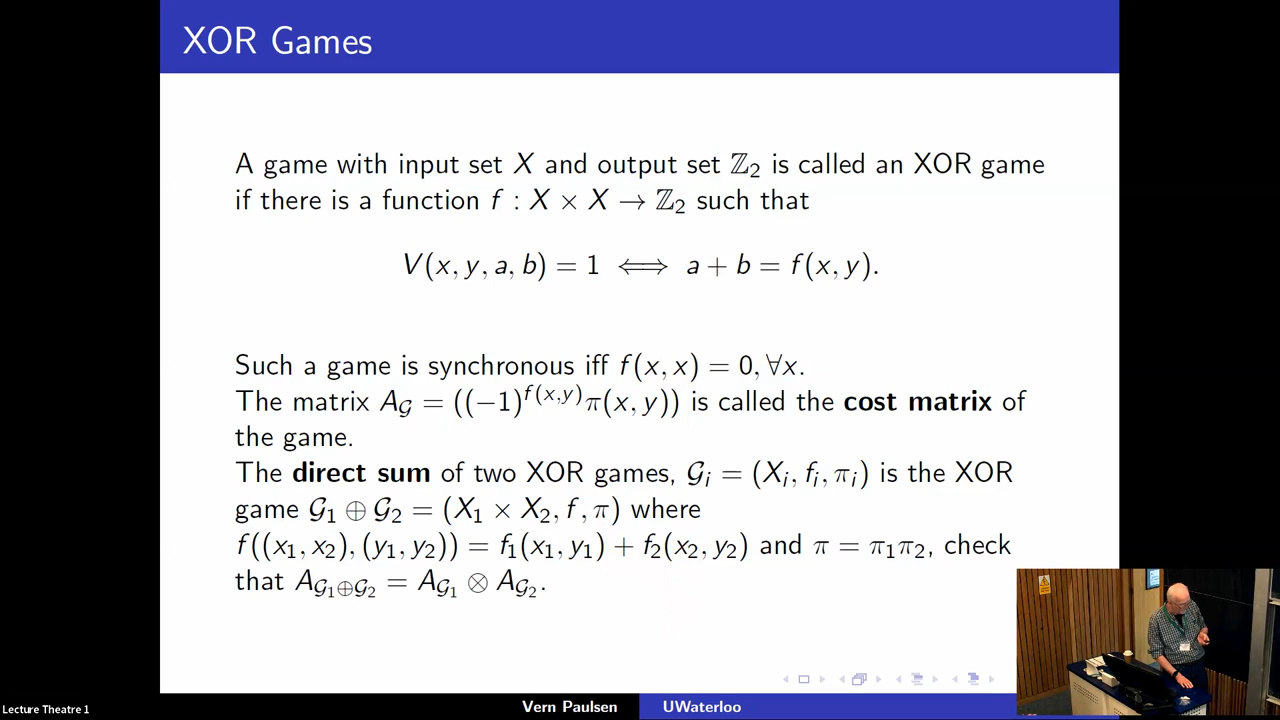 XOR Games
A game with input set X and output set ℤ₂ is called an XOR game
if there is a function f : X × X → ℤ₂ such that
V(x, y, a, b) = 1 ⟺ a + b = f(x, y).
Such a game is synchronous iff f(x, x) = 0, ∀x.
The matrix A_𝒢 = ((−1)^{f(x,y)}π(x, y)) is called the cost matrix of
the game.
The direct sum of two XOR games, 𝒢ᵢ = (Xᵢ, fᵢ, πᵢ) is the XOR
game 𝒢₁ ⊕ 𝒢₂ = (X₁ × X₂, f, π) where
f((x₁, x₂), (y₁, y₂)) = f₁(x₁, y₁) + f₂(x₂, y₂) and π = π₁π₂, check
that A_{𝒢₁⊕𝒢₂} = A_{𝒢₁} ⊗ A_{𝒢₂}.
Lecture Theatre 1
Vern Paulsen UWaterloo